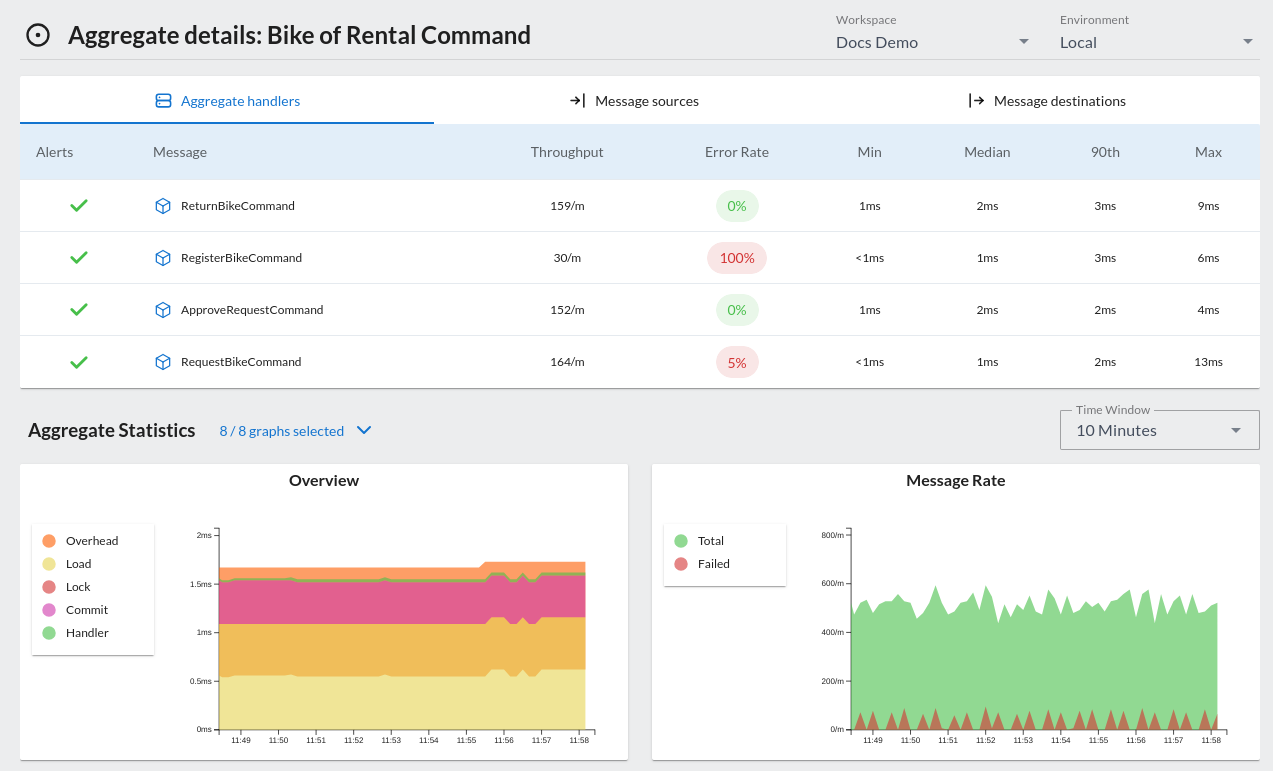 Aggregate details: Bike of Rental Command
Workspace
Docs Demo
Environment
Local
Aggregate handlers
Message sources
Message destinations
Alerts Message Throughput Error Rate Min Median 90th Max
ReturnBikeCommand 159/m 0% 1ms 2ms 3ms 9ms
RegisterBikeCommand 30/m 100% <1ms 1ms 3ms 6ms
ApproveRequestCommand 152/m 0% 1ms 2ms 2ms 4ms
RequestBikeCommand 164/m 5% <1ms 1ms 2ms 13ms
Aggregate Statistics
8 / 8 graphs selected
Time Window
10 Minutes
Overview
Overhead
Load
Lock
Commit
Handler
2ms
1.5ms
1ms
0.5ms
0ms
11:49 11:50 11:51 11:52 11:53 11:54 11:55 11:56 11:57 11:58
Message Rate
Total
Failed
800/m
600/m
400/m
200/m
0/m
11:49 11:50 11:51 11:52 11:53 11:54 11:55 11:56 11:57 11:58